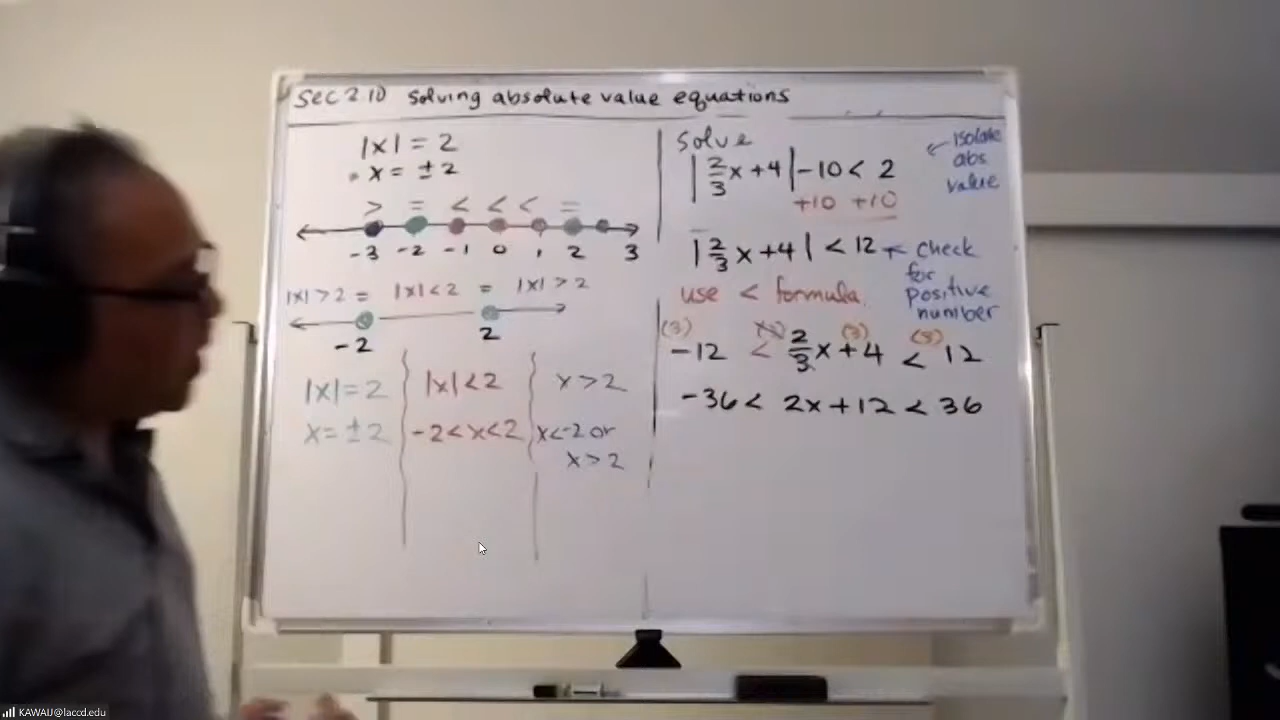 Sec 2.10 Solving absolute value equations
|x| = 2
x = ± 2
> = < < < =
-3 -2 -1 0 1 2 3
|x| > 2 = |x| < 2 = |x| > 2
-2 2
|x| = 2 |x| < 2 x > 2
x = ± 2 -2 < x < 2 x < -2 or
x > 2
Solve
|2/3 x + 4| - 10 < 2
+10 +10
← Isolate
abs
value
|2/3 x + 4| < 12 ← check
for
positive
number
use < formula.
(3) (3) (3)
-12 < 2/3 x + 4 < 12
-36 < 2x + 12 < 36
KAWAIJ@laccd.edu